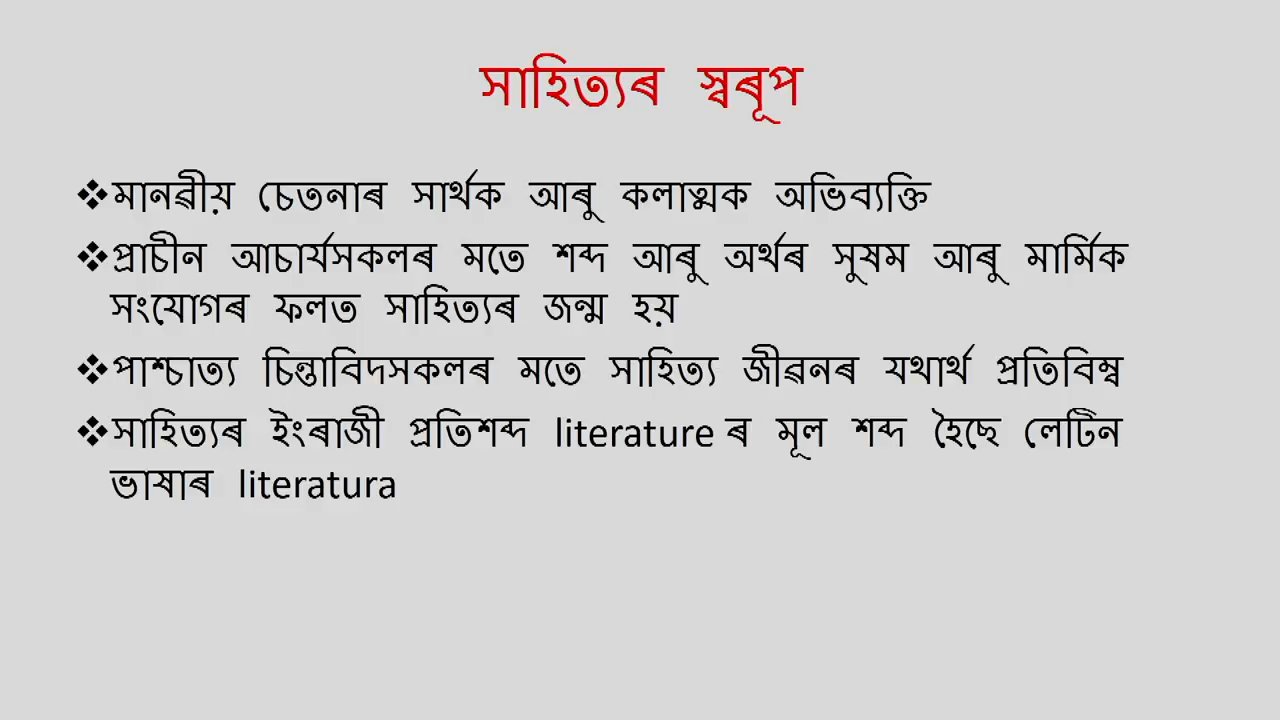 সাহিত্যৰ স্বৰূপ
❖মানৱীয় চেতনাৰ সাৰ্থক আৰু কলাত্মক অভিব্যক্তি
❖প্ৰাচীন আচাৰ্যসকলৰ মতে শব্দ আৰু অৰ্থৰ সুষম আৰু মাৰ্মিক
সংযোগৰ ফলত সাহিত্যৰ জন্ম হয়
❖পাশ্চাত্য চিন্তাবিদসকলৰ মতে সাহিত্য জীৱনৰ যথাৰ্থ প্ৰতিবিম্ব
❖সাহিত্যৰ ইংৰাজী প্ৰতিশব্দ literature ৰ মূল শব্দ হৈছে লেটিন
ভাষাৰ literatura